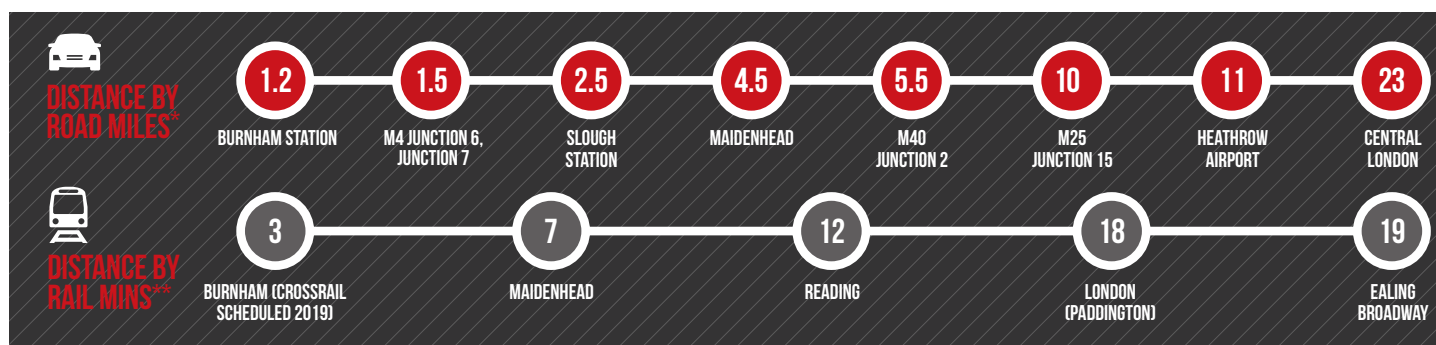 DISTANCE BY
ROAD MILES*
1.2
1.5
2.5
4.5
5.5
10
11
23
BURNHAM STATION
M4 JUNCTION 6,
JUNCTION 7
SLOUGH
STATION
MAIDENHEAD
M40
JUNCTION 2
M25
JUNCTION 15
HEATHROW
AIRPORT
CENTRAL
LONDON
DISTANCE BY
RAIL MINS**
3
7
12
18
19
BURNHAM (CROSSRAIL
SCHEDULED 2019)
MAIDENHEAD
READING
LONDON
(PADDINGTON)
EALING
BROADWAY